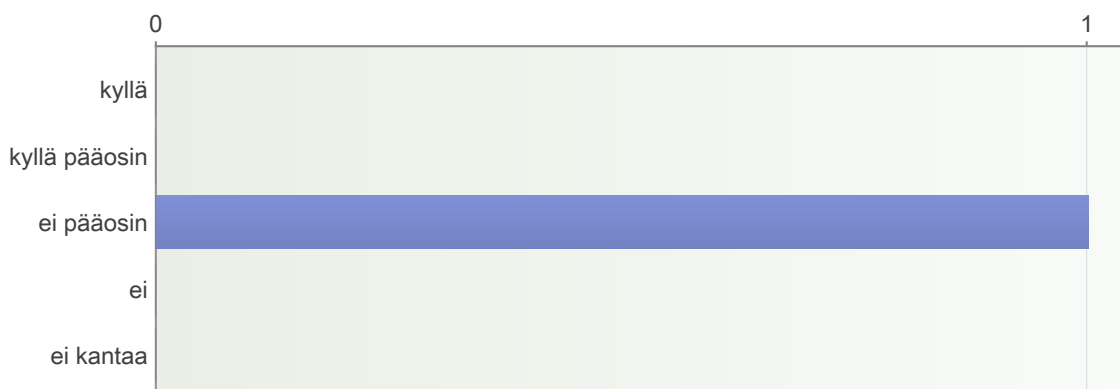 0 1
kyllä
kyllä pääosin
ei pääosin
ei
ei kantaa